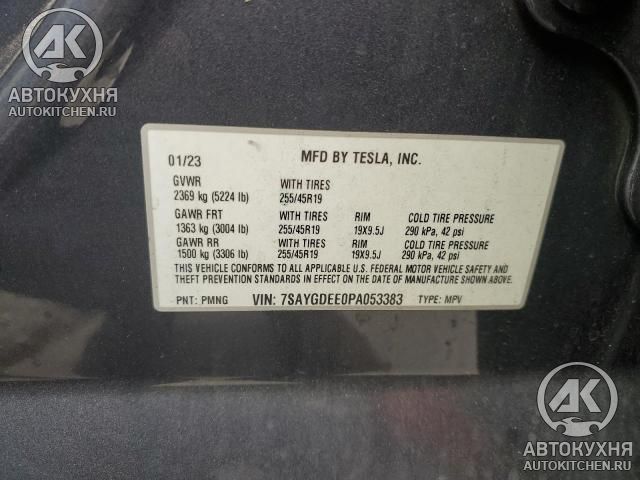 AK
АВТОКУХНЯ
AUTOKITCHEN.RU
01/23 MFD BY TESLA, INC.
GVWR WITH TIRES
2369 kg (5224 lb) 255/45R19
GAWR FRT WITH TIRES RIM COLD TIRE PRESSURE
1363 kg (3004 lb) 255/45R19 19X9.5J 290 kPa, 42 psi
GAWR RR WITH TIRES RIM COLD TIRE PRESSURE
1500 kg (3306 lb) 255/45R19 19X9.5J 290 kPa, 42 psi
THIS VEHICLE CONFORMS TO ALL APPLICABLE U.S. FEDERAL MOTOR VEHICLE SAFETY AND
THEFT PREVENTION STANDARDS IN EFFECT ON THE DATE OF MANUFACTURE SHOWN ABOVE.
PNT: PMNG VIN: 7SAYGDEE0PA053383 TYPE: MPV
AK
АВТОКУХНЯ
AUTOKITCHEN.RU